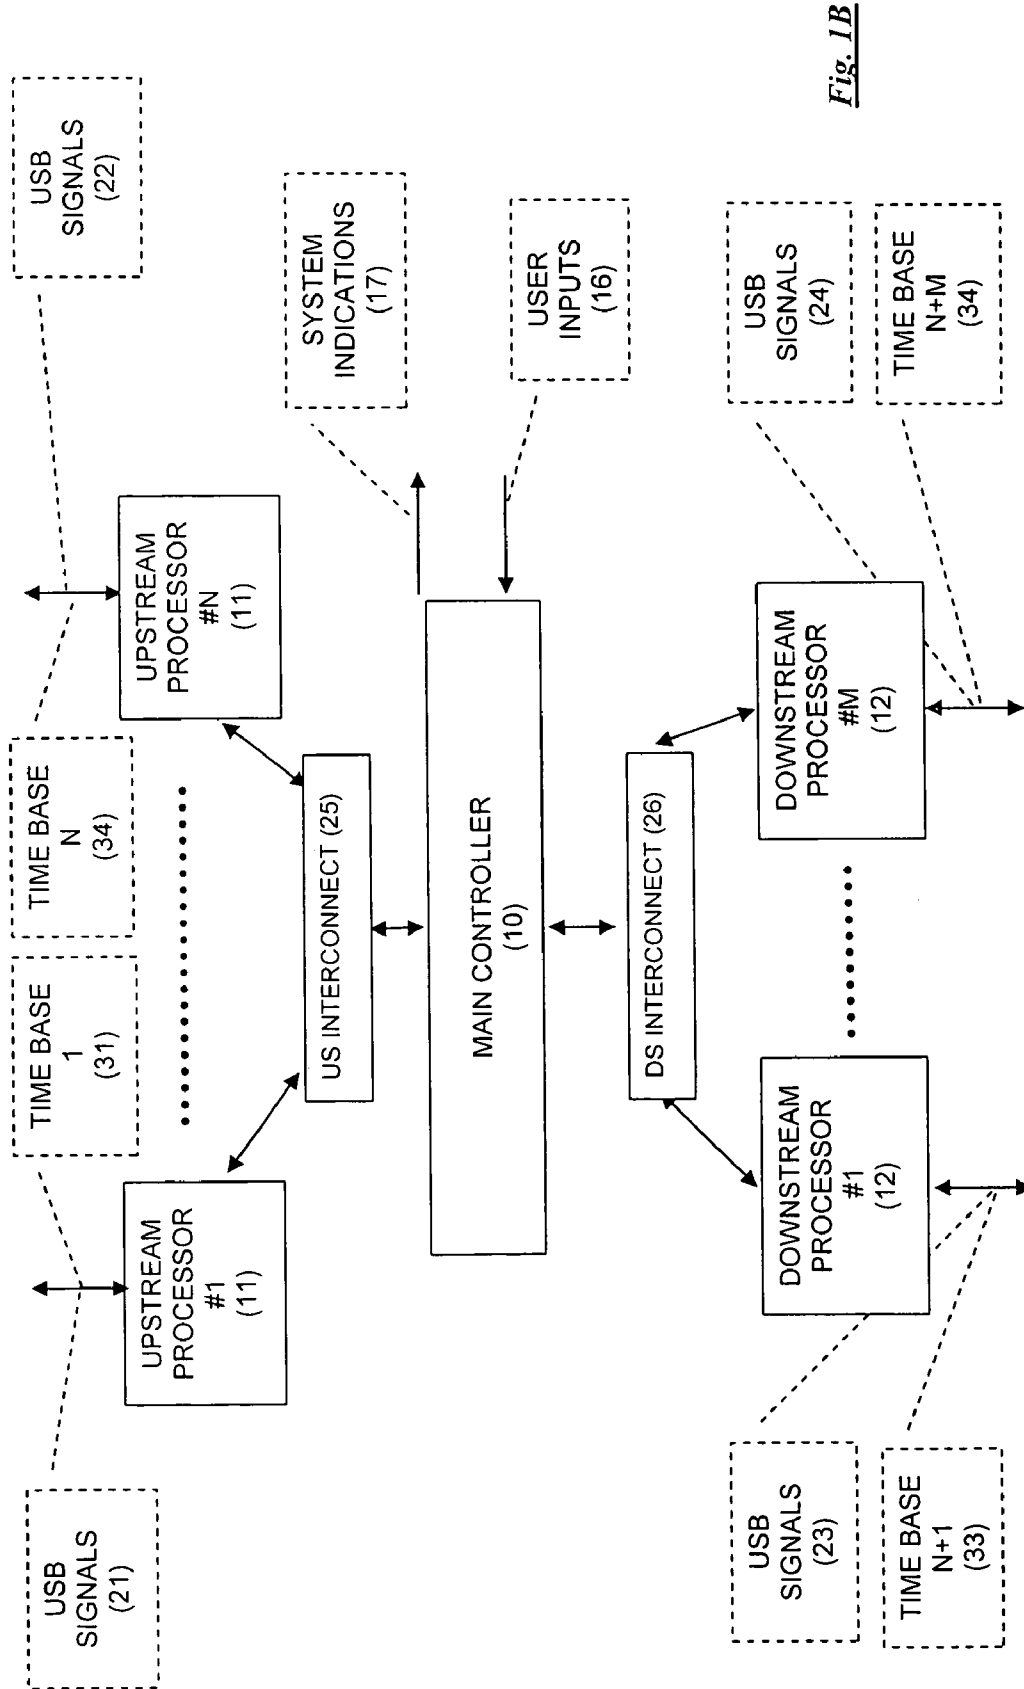 USB
SIGNALS
(21)
TIME BASE
1
(31)
TIME BASE
N
(34)
USB
SIGNALS
(22)
UPSTREAM
PROCESSOR
#1
(11)
UPSTREAM
PROCESSOR
#N
(11)
US INTERCONNECT (25)
SYSTEM
INDICATIONS
(17)
MAIN CONTROLLER
(10)
USER
INPUTS
(16)
DS INTERCONNECT (26)
USB
SIGNALS
(23)
DOWNSTREAM
PROCESSOR
#1
(12)
DOWNSTREAM
PROCESSOR
#M
(12)
USB
SIGNALS
(24)
TIME BASE
N+1
(33)
TIME BASE
N+M
(34)
Fig. 1B